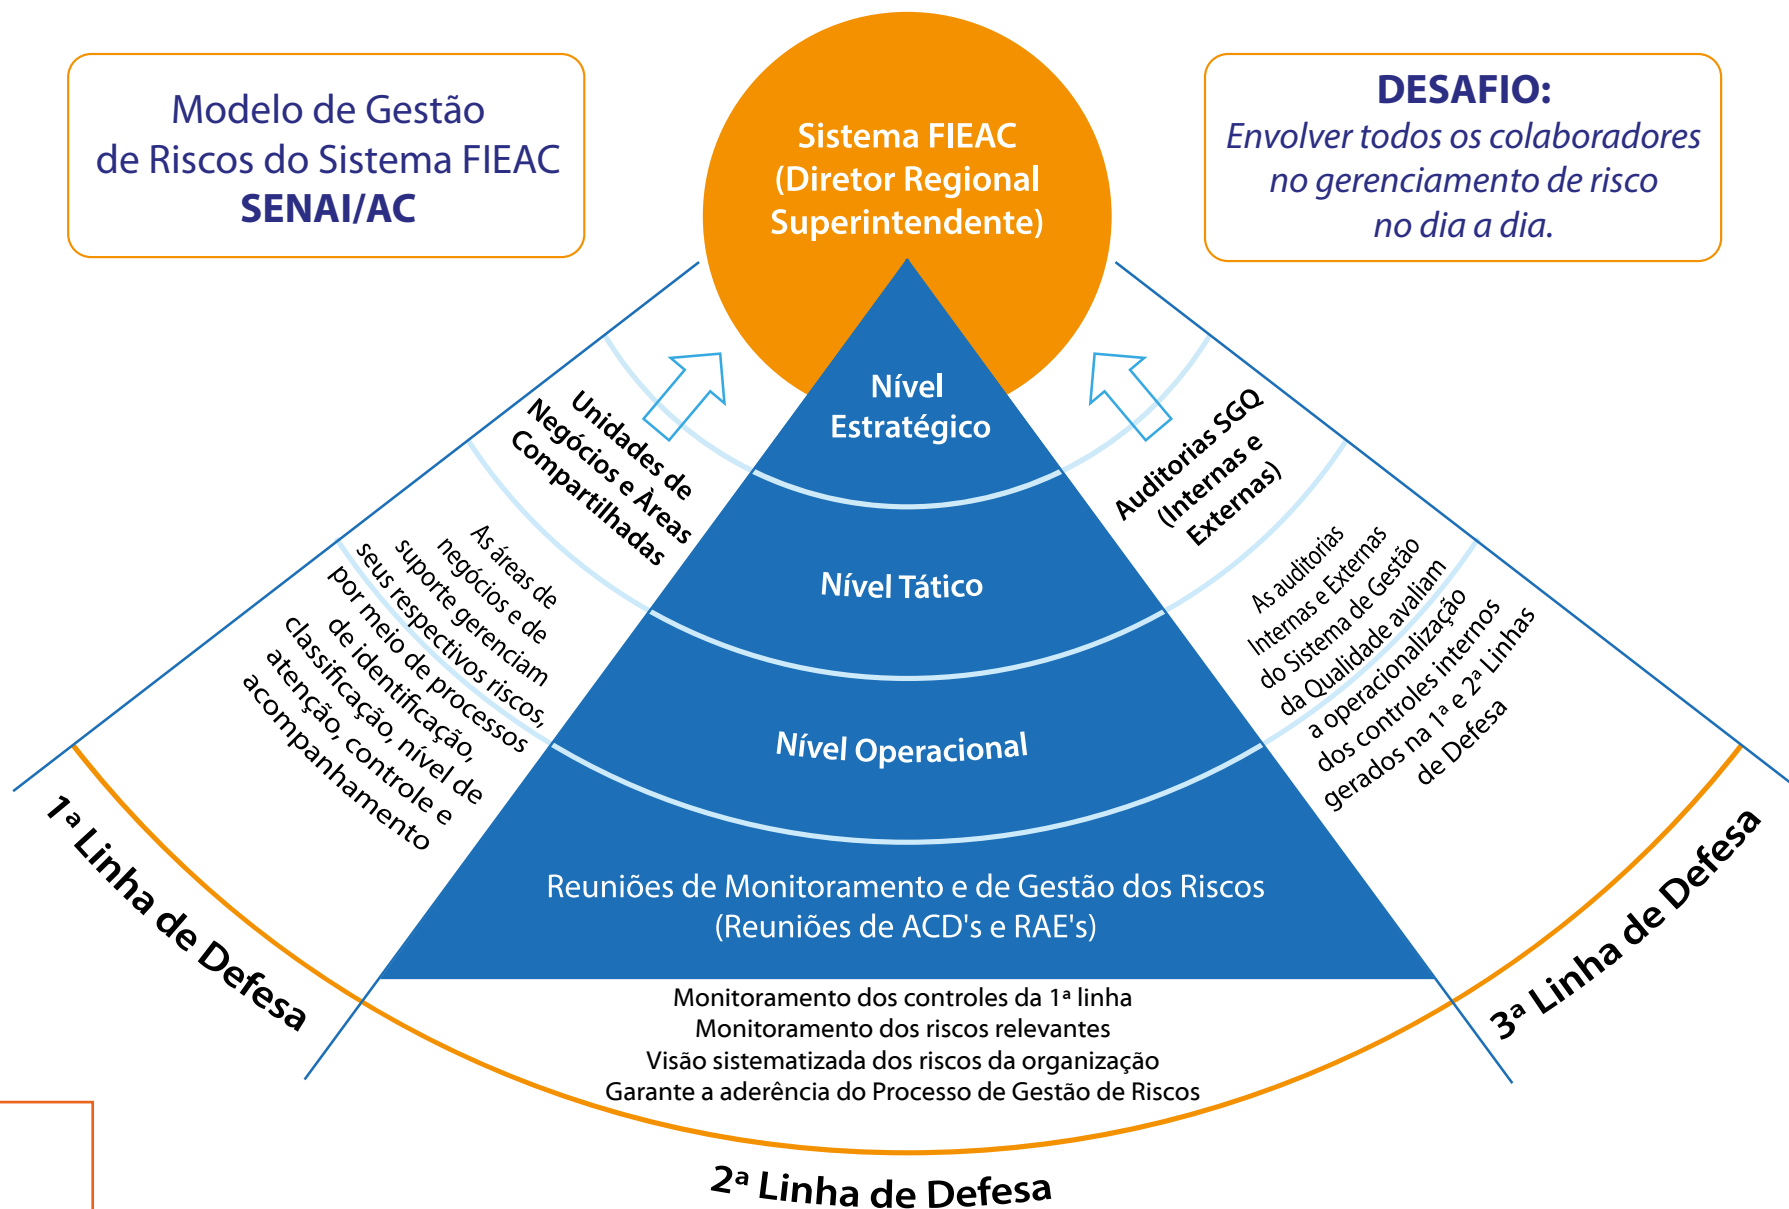 Modelo de Gestão
de Riscos do Sistema FIEAC
SENAI/AC
Sistema FIEAC
(Diretor Regional
Superintendente)
DESAFIO:
Envolver todos os colaboradores
no gerenciamento de risco
no dia a dia.
Unidades de
Negócios e Àreas
Compartilhadas
As áreas de
negócios e de
suporte gerenciam
seus respectivos riscos,
por meio de processos
de identificação,
classificação, nível de
atenção, controle e
acompanhamento
1ª Linha de Defesa
Nível
Estratégico
Nível Tático
Nível Operacional
Reuniões de Monitoramento e de Gestão dos Riscos
(Reuniões de ACD's e RAE's)
Monitoramento dos controles da 1ª linha
Monitoramento dos riscos relevantes
Visão sistematizada dos riscos da organização
Garante a aderência do Processo de Gestão de Riscos
2ª Linha de Defesa
Auditorias SGQ
(Internas e
Externas)
As auditorias
Internas e Externas
do Sistema de Gestão
da Qualidade avaliam
a operacionalização
dos controles internos
gerados na 1ª e 2ª Linhas
de Defesa
3ª Linha de Defesa